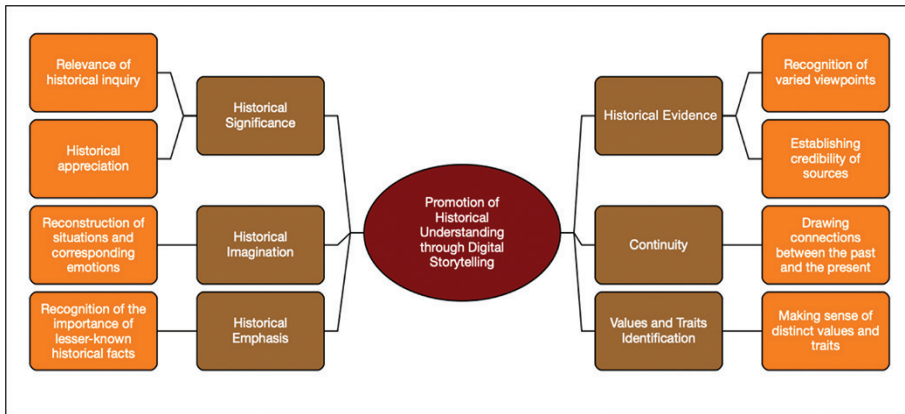 Relevance of
historical inquiry
Historical
appreciation
Historical
Significance
Reconstruction of
situations and
corresponding
emotions
Historical
Imagination
Recognition of the
importance of
lesser-known
historical facts
Historical
Emphasis
Promotion of
Historical
Understanding
through Digital
Storytelling
Historical Evidence
Recognition of
varied viewpoints
Establishing
credibility of
sources
Continuity
Drawing
connections
between the past
and the present
Values and Traits
Identification
Making sense of
distinct values and
traits